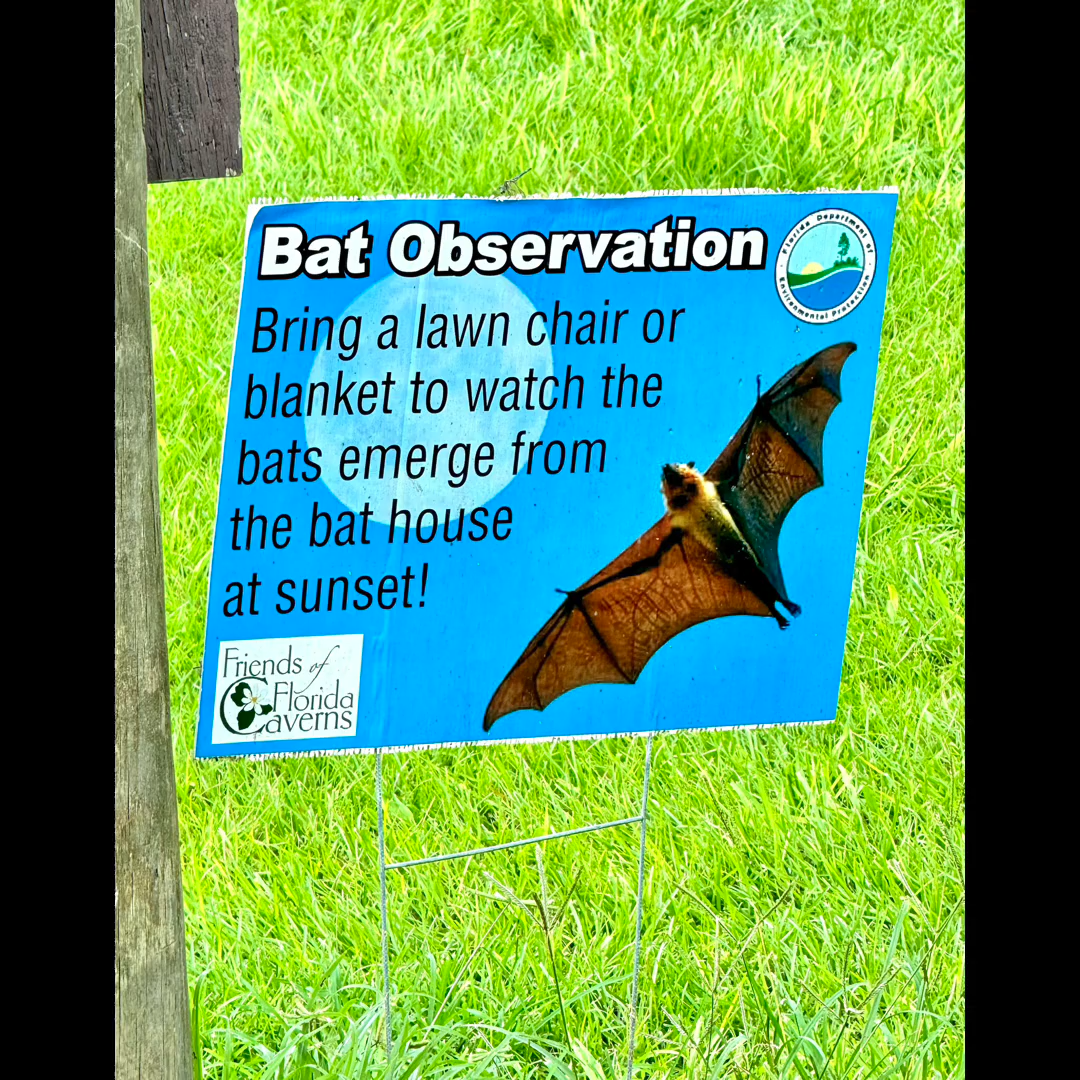 Bat Observation
Florida Department of
Environmental Protection
Bring a lawn chair or
blanket to watch the
bats emerge from
the bat house
at sunset!
Friends of
Florida
Caverns